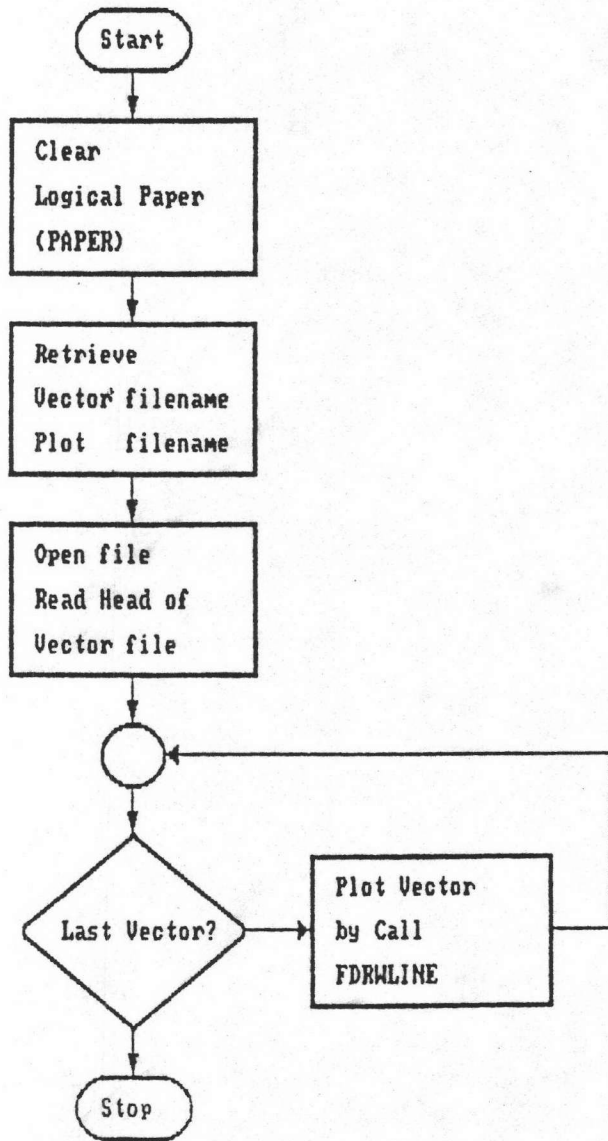 Start
Clear
Logical Paper
(PAPER)
Retrieve
Vector filename
Plot filename
Open file
Read Head of
Vector file
Last Vector?
Plot Vector
by Call
FDRWLINE
Stop